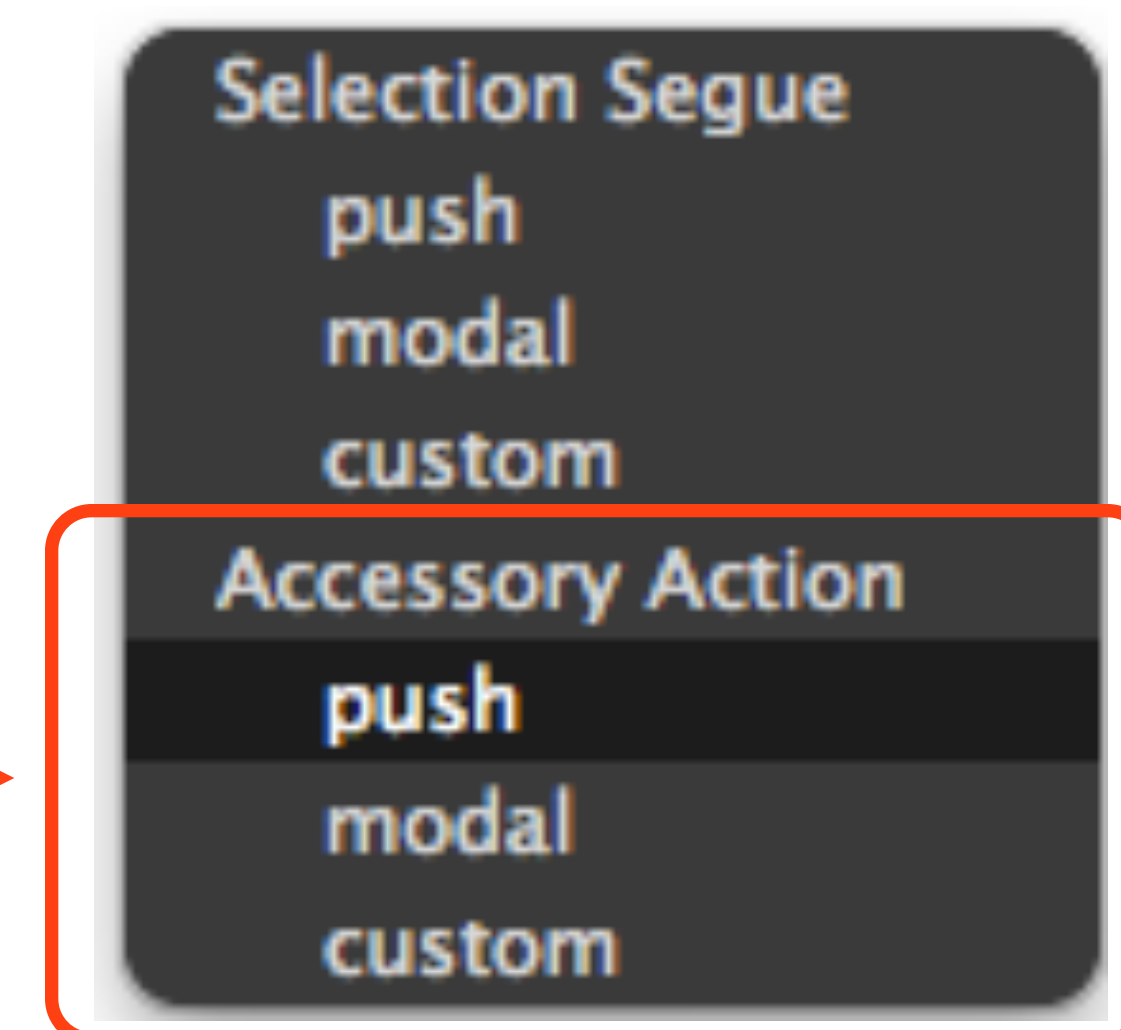 Selection Segue
push
modal
custom
Accessory Action
push
modal
custom